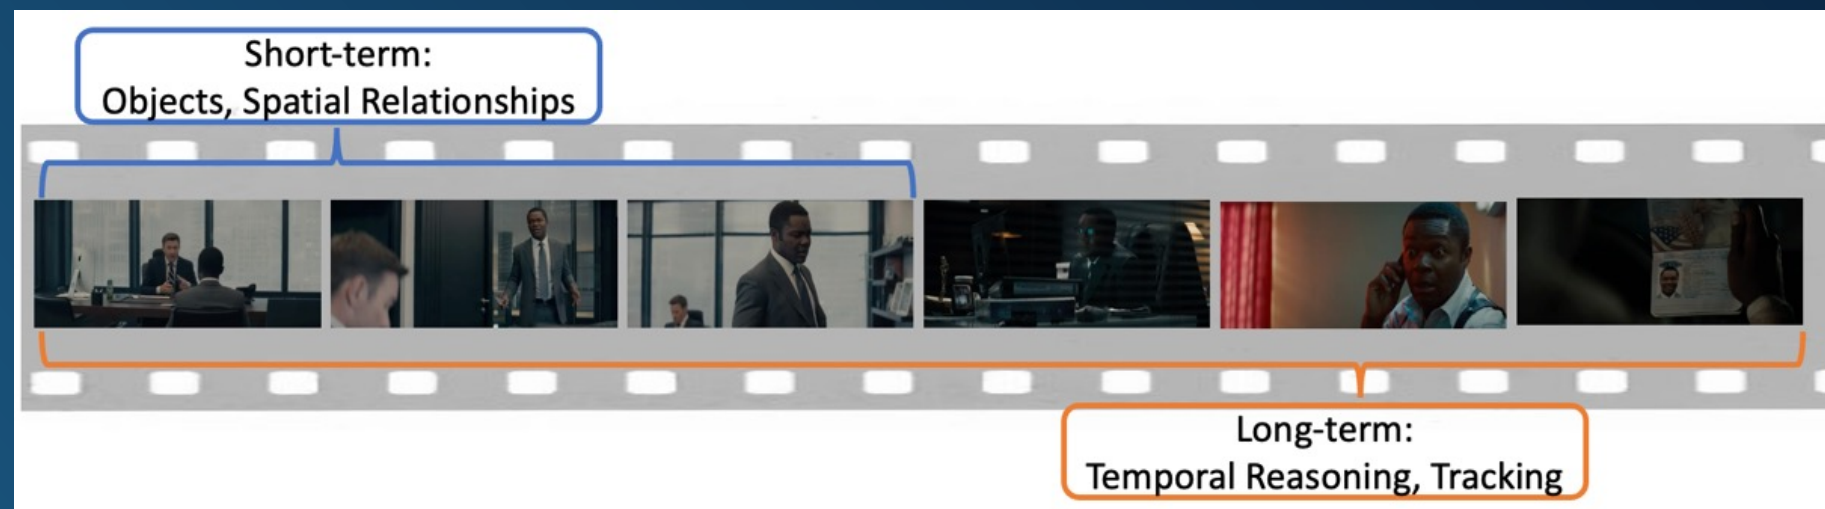 Short-term:
Objects, Spatial Relationships
Long-term:
Temporal Reasoning, Tracking